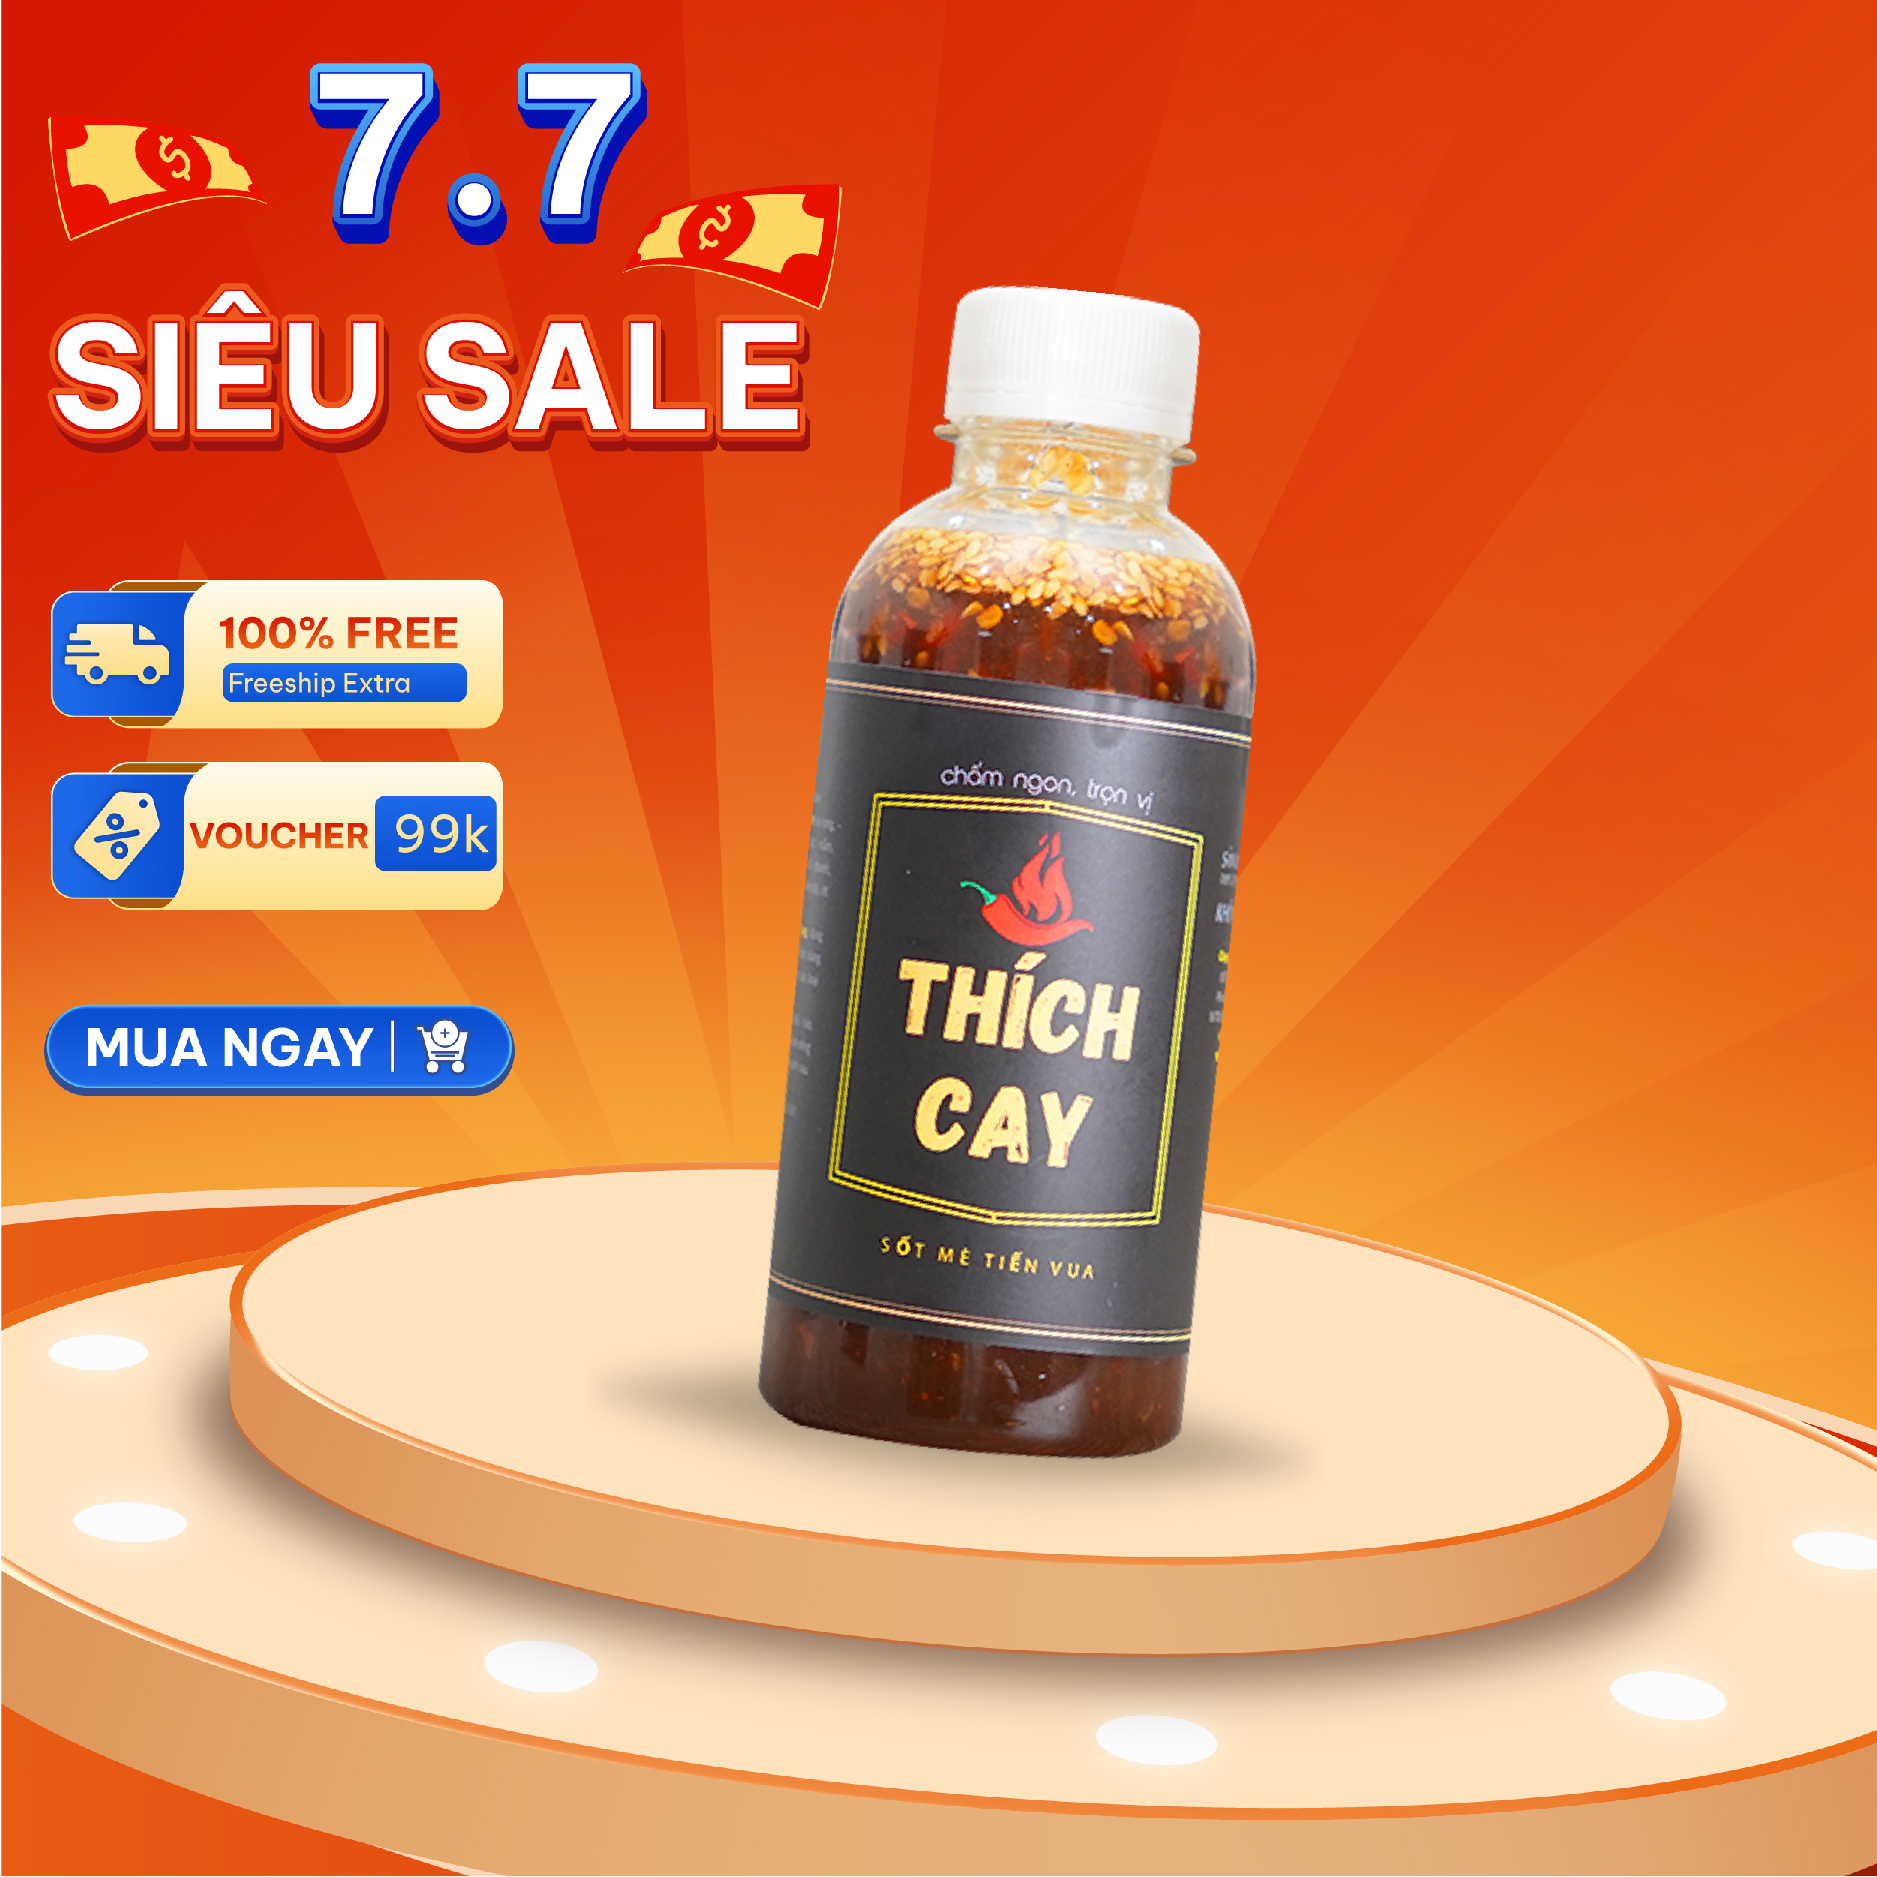 7.7
SIÊU SALE
100% FREE
Freeship Extra
VOUCHER 99k
MUA NGAY
chấm ngon, trọn vị
THÍCH
CAY
SỐT MÈ TIẾN VUA